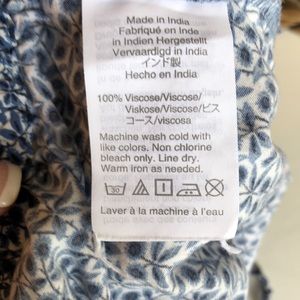 Made in India
Fabriqué en Inde
in Indien Hergestellt
Vervaardigd in India
インド製
Hecho en India
100% Viscose/Viscose/
Viskose/Viscose/ビス
コース/viscosa
Machine wash cold with
like colors. Non chlorine
bleach only. Line dry.
Warm iron as needed.
30
Laver à la machine à l'eau